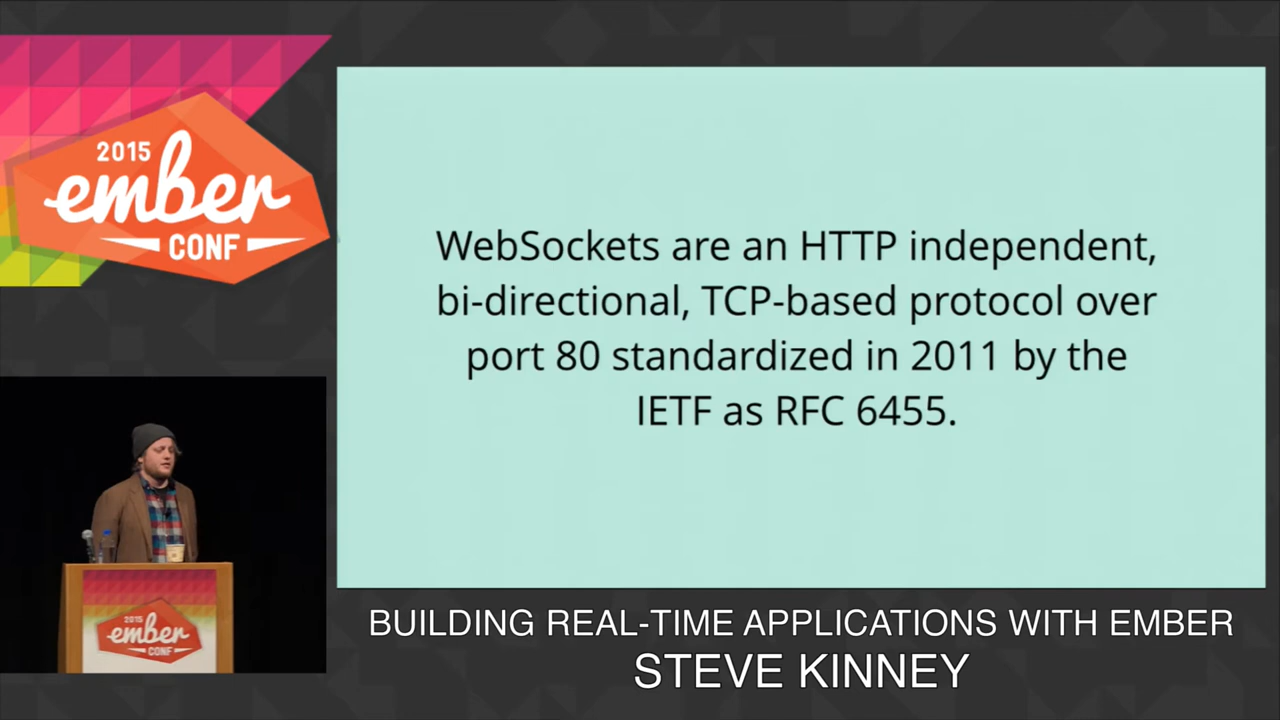 2015
ember
CONF
WebSockets are an HTTP independent,
bi-directional, TCP-based protocol over
port 80 standardized in 2011 by the
IETF as RFC 6455.
2015
ember
CONF
BUILDING REAL-TIME APPLICATIONS WITH EMBER
STEVE KINNEY